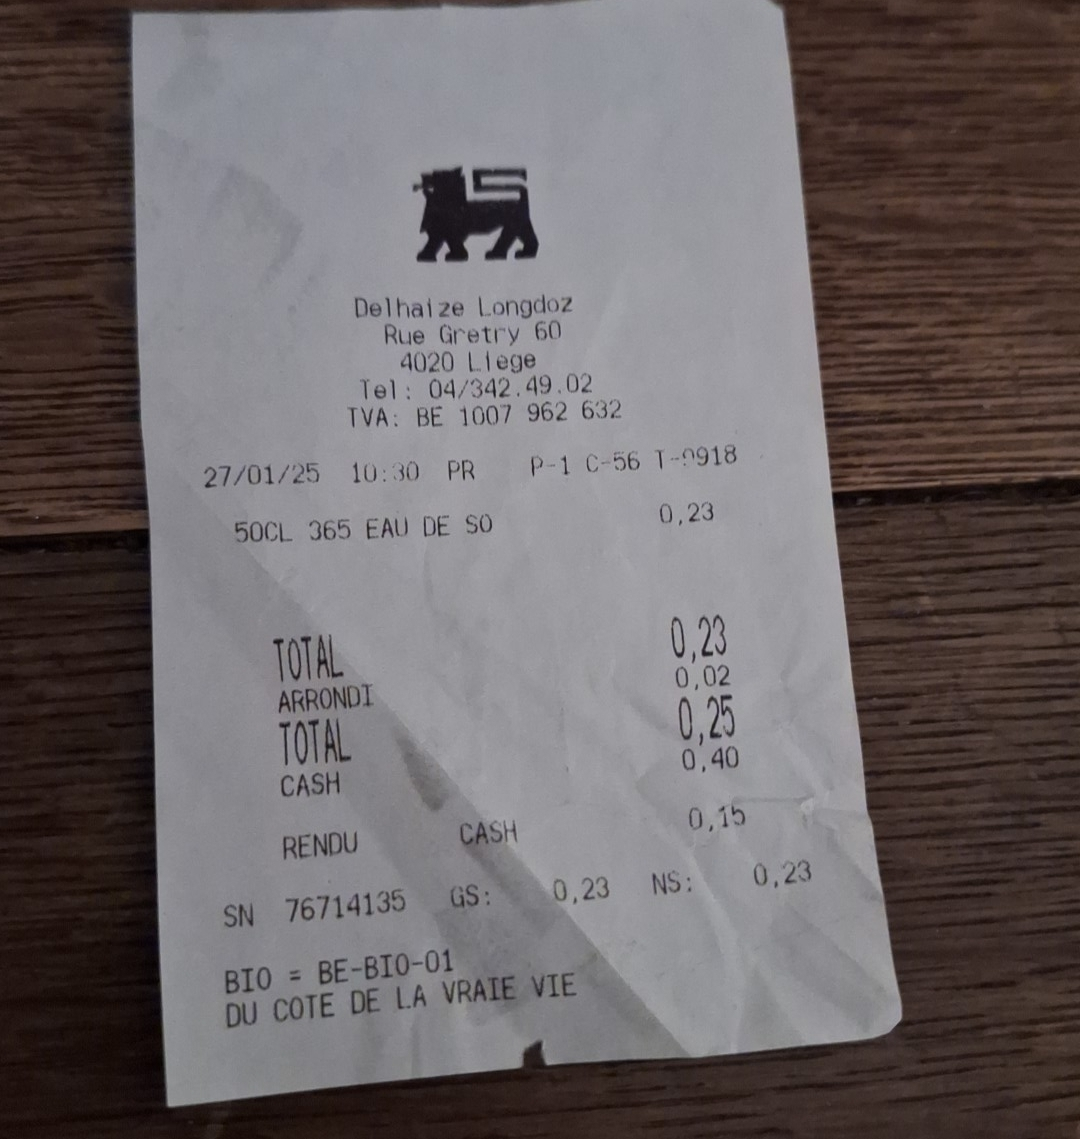 Delhaize Longdoz
Rue Gretry 60
4020 Liege
Tel: 04/342.49.02
TVA: BE 1007 962 632
27/01/25 10:30 PR P-1 C-56 T-9918
50CL 365 EAU DE SO 0,23
TOTAL 0,23
ARRONDI 0,02
TOTAL 0,25
CASH 0,40
RENDU CASH 0,15
SN 76714135 GS: 0,23 NS: 0,23
BIO = BE-BIO-01
DU COTE DE LA VRAIE VIE